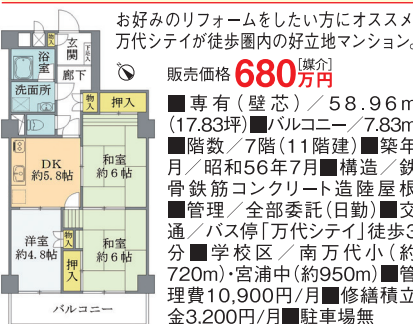 お好みのリフォームをしたい方にオススメ
万代シテイが徒歩圏内の好立地マンション。
販売価格680万円[媒介]
■専有(壁芯)/58.96m
(17.83坪)■バルコニー/7.83m
■階数/7階(11階建)■築年
月/昭和56年7月■構造/鉄
骨鉄筋コンクリート造陸屋根
■管理/全部委託(日勤)■交
通/バス停「万代シテイ」徒歩3
分■学校区/南万代小(約
720m)・宮浦中(約950m)■管
理費10,900円/月■修繕積立
金3,200円/月■駐車場無
物入
玄関
下足入
浴室
廊下
洗面所
物入
押入
DK
約5.8帖
和室
約6帖
洋室
約4.8帖
物入
押入
和室
約6帖
バルコニー